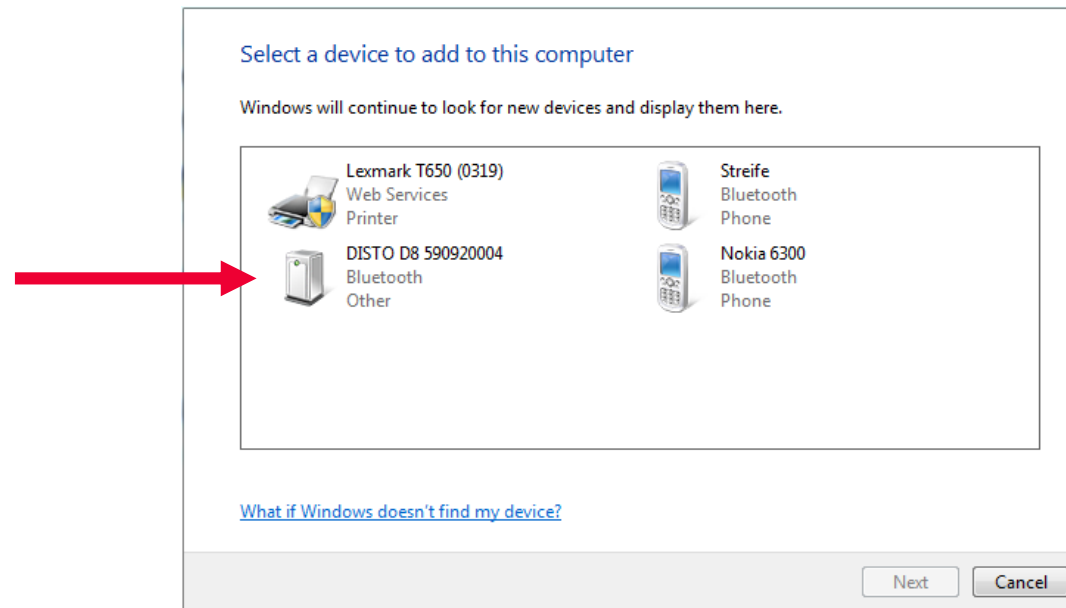 Select a device to add to this computer
Windows will continue to look for new devices and display them here.
Lexmark T650 (0319)
Web Services
Printer
Streife
Bluetooth
Phone
DISTO D8 590920004
Bluetooth
Other
Nokia 6300
Bluetooth
Phone
What if Windows doesn't find my device?
Next
Cancel